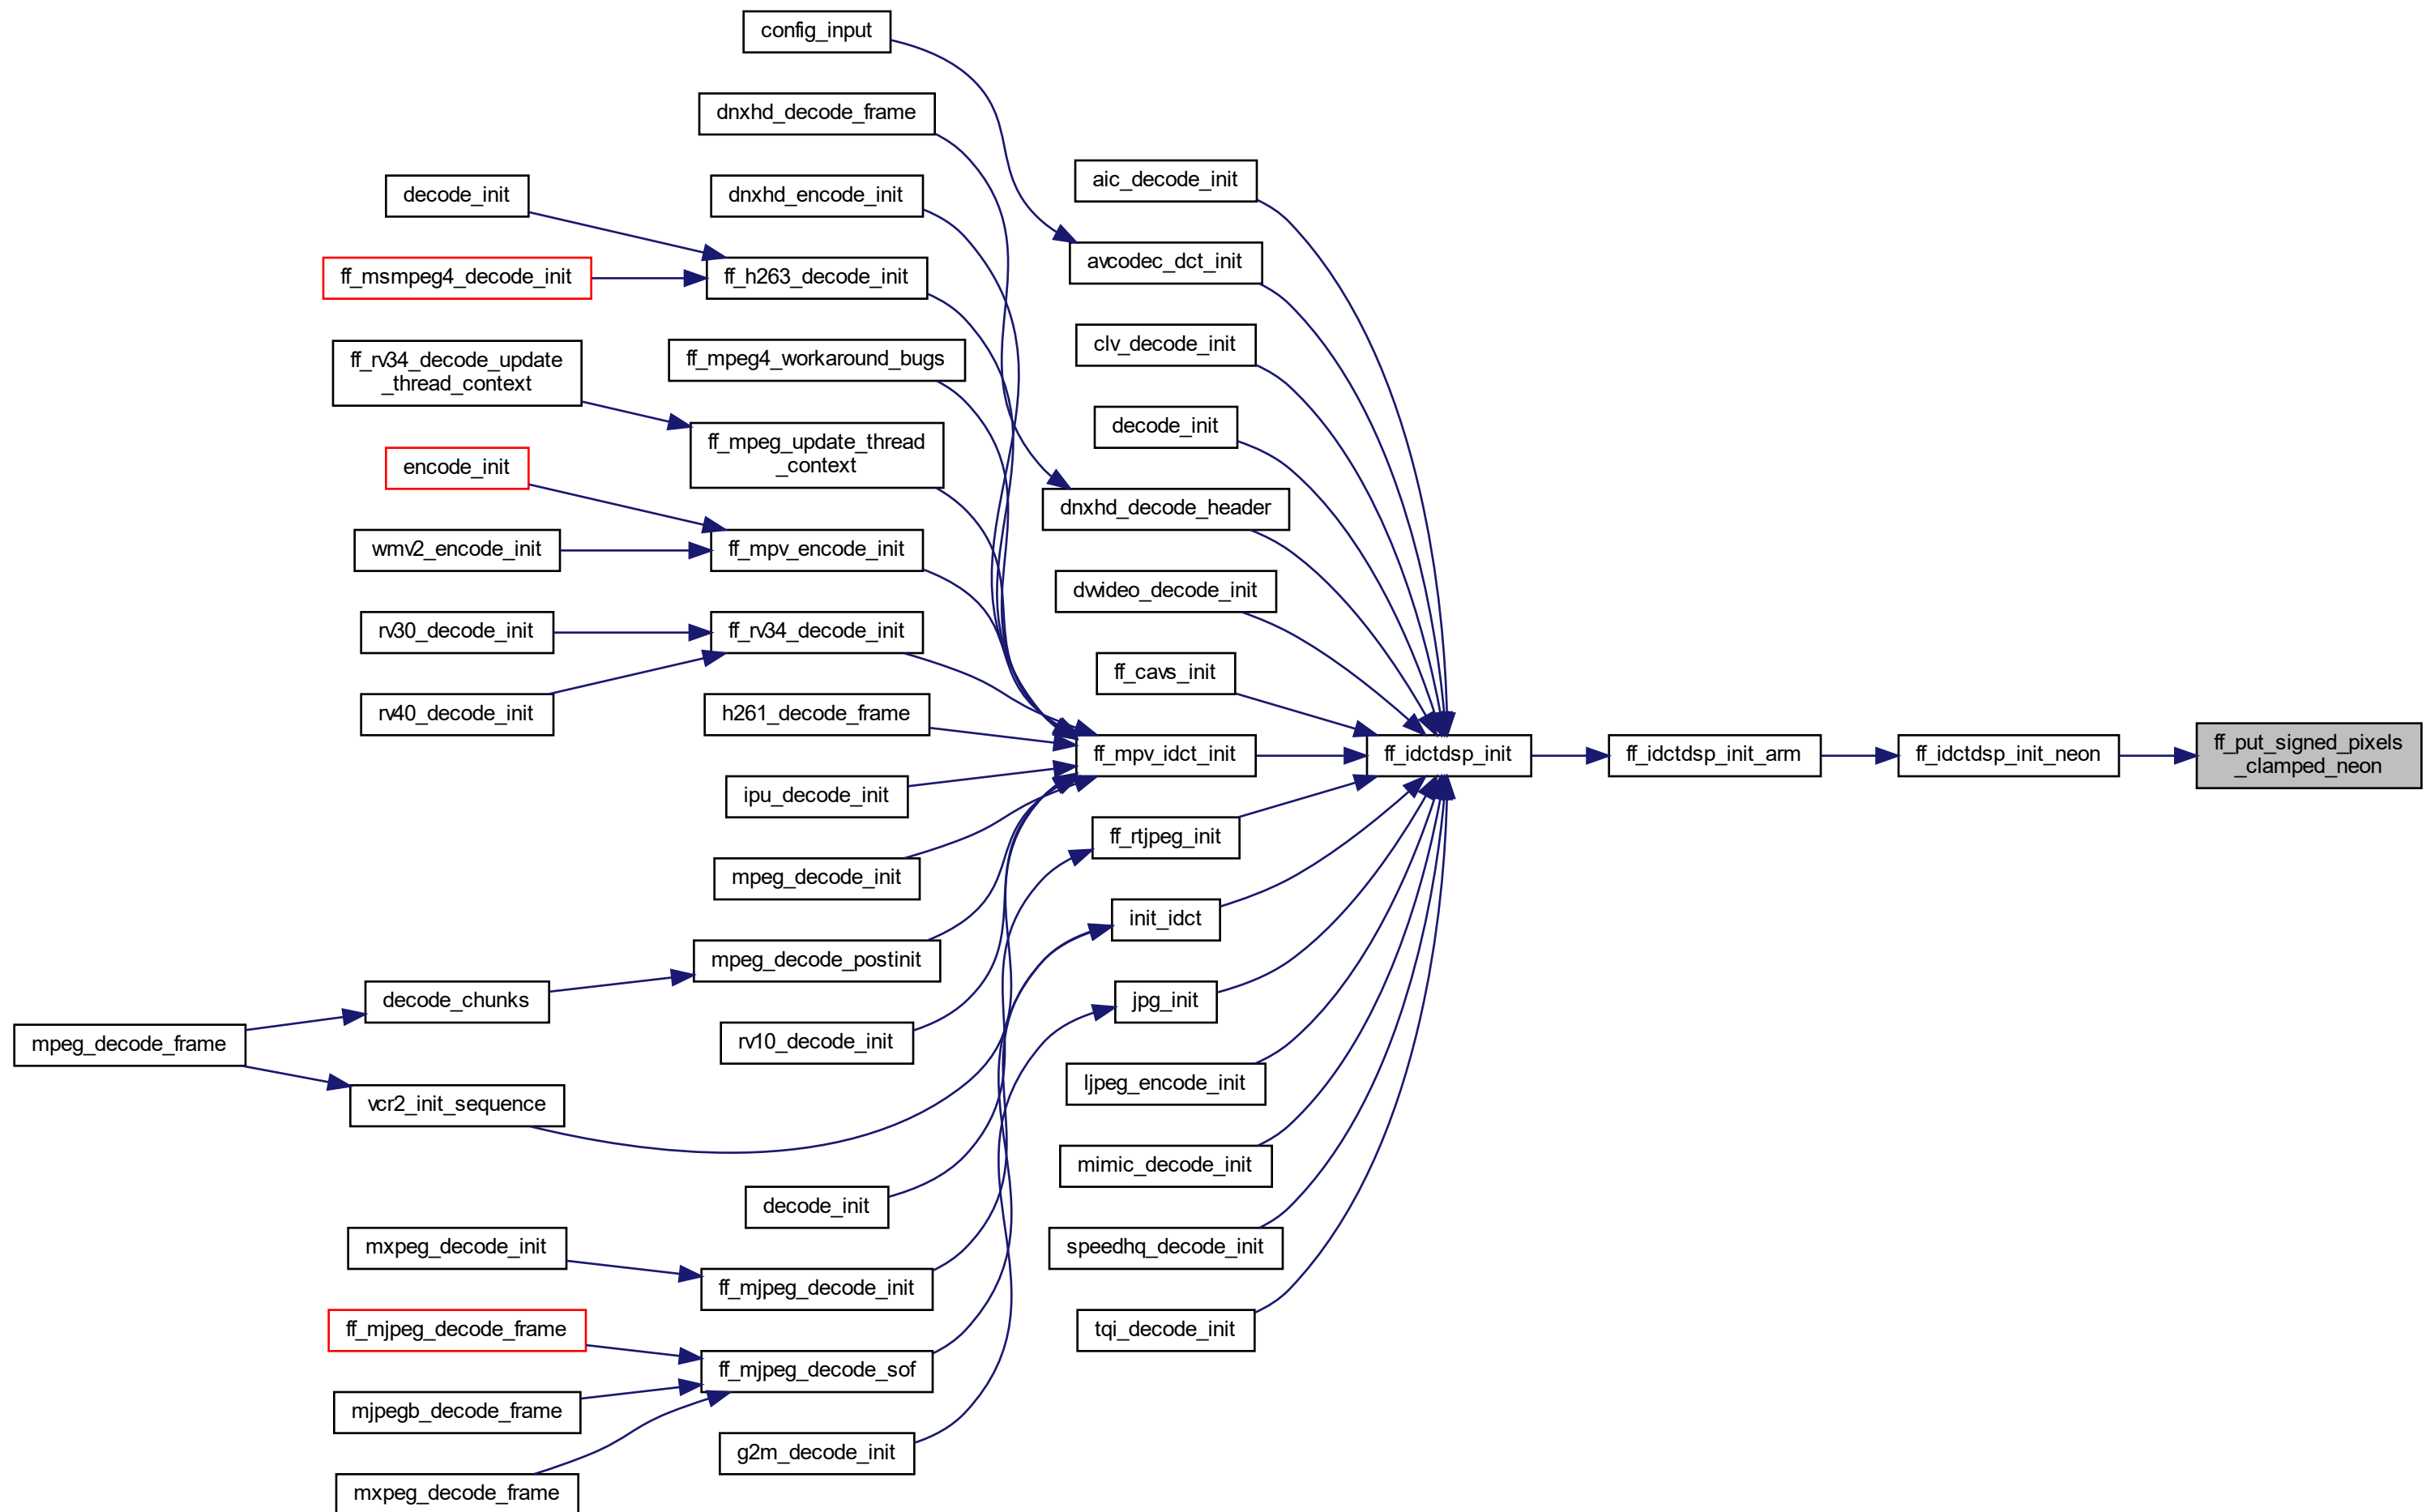 config_input
dnxhd_decode_frame
aic_decode_init
decode_init
dnxhd_encode_init
avcodec_dct_init
ff_msmpeg4_decode_init
ff_h263_decode_init
clv_decode_init
ff_rv34_decode_update
_thread_context
ff_mpeg4_workaround_bugs
decode_init
encode_init
ff_mpeg_update_thread
_context
dnxhd_decode_header
wmv2_encode_init
ff_mpv_encode_init
dvvideo_decode_init
rv30_decode_init
ff_rv34_decode_init
ff_cavs_init
rv40_decode_init
h261_decode_frame
ff_mpv_idct_init
ff_idctdsp_init
ff_idctdsp_init_arm
ff_idctdsp_init_neon
ff_put_signed_pixels
_clamped_neon
ipu_decode_init
ff_rtjpeg_init
mpeg_decode_init
init_idct
mpeg_decode_postinit
jpg_init
decode_chunks
mpeg_decode_frame
rv10_decode_init
ljpeg_encode_init
vcr2_init_sequence
mimic_decode_init
decode_init
speedhq_decode_init
mxpeg_decode_init
ff_mjpeg_decode_init
tqi_decode_init
ff_mjpeg_decode_frame
ff_mjpeg_decode_sof
mjpegb_decode_frame
g2m_decode_init
mxpeg_decode_frame